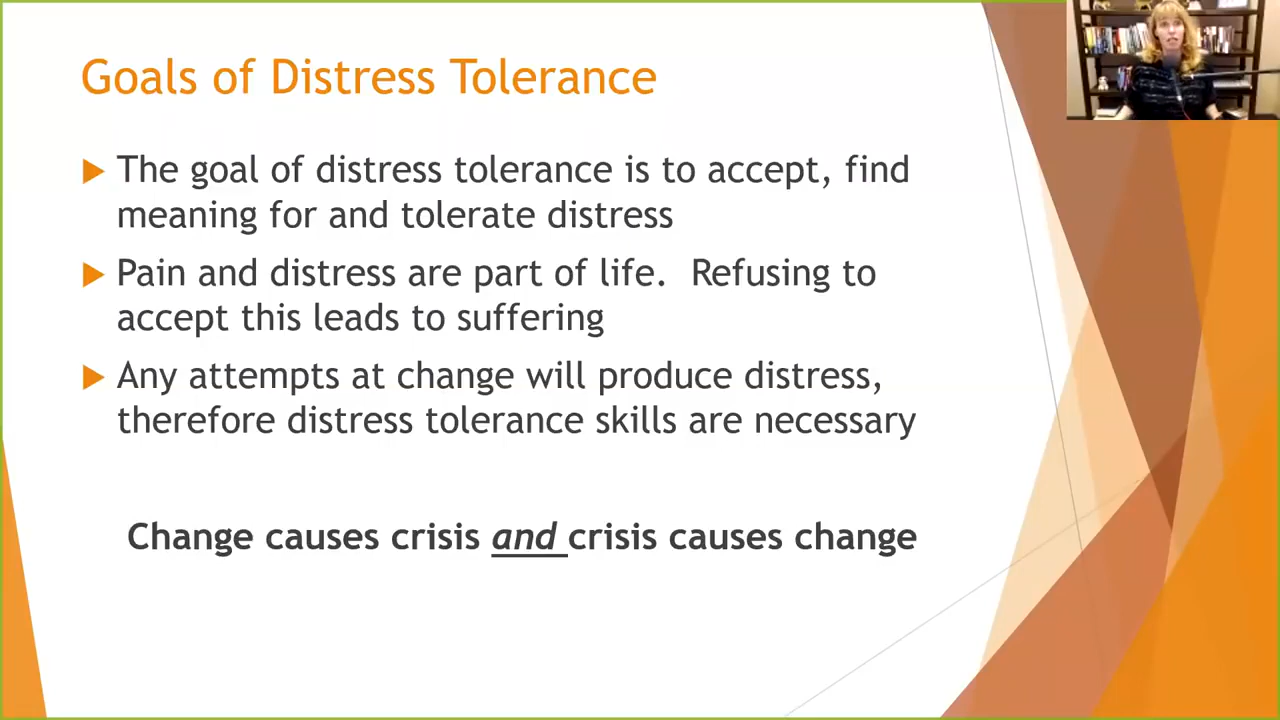 Goals of Distress Tolerance
The goal of distress tolerance is to accept, find
meaning for and tolerate distress
Pain and distress are part of life.  Refusing to
accept this leads to suffering
Any attempts at change will produce distress,
therefore distress tolerance skills are necessary
Change causes crisis and crisis causes change